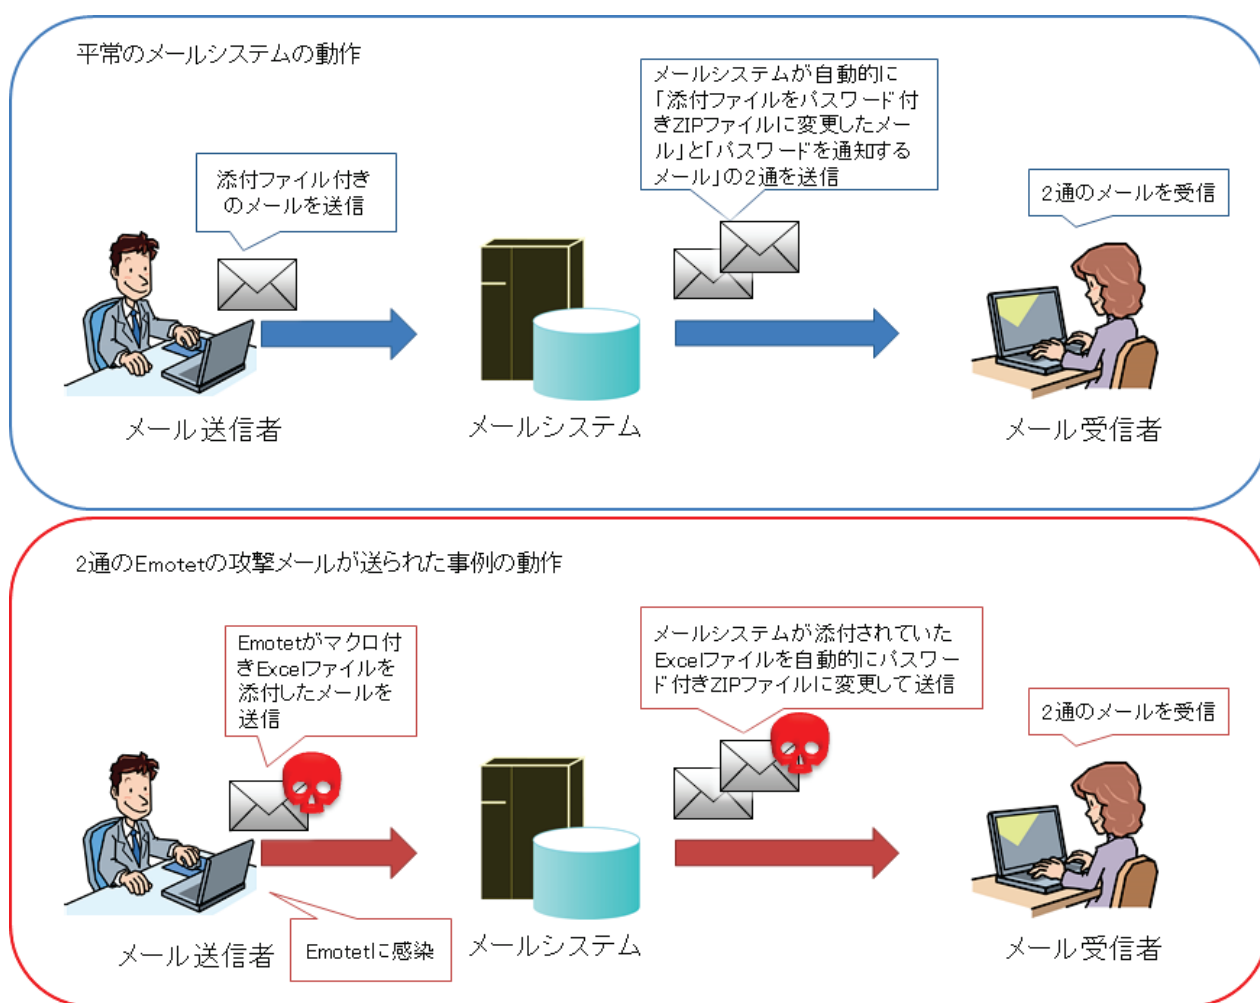 平常のメールシステムの動作
メールシステムが自動的に
「添付ファイルをパスワード付
きZIPファイルに変更したメー
ル」と「パスワードを通知する
メール」の2通を送信
添付ファイル付き
のメールを送信
2通のメールを受信
メール送信者
メールシステム
メール受信者
2通のEmotetの攻撃メールが送られた事例の動作
Emotetがマクロ付
きExcelファイルを
添付したメールを
送信
メールシステムが添付されていた
Excelファイルを自動的にパスワー
ド付きZIPファイルに変更して送信
2通のメールを受信
メール送信者
Emotetに感染
メールシステム
メール受信者